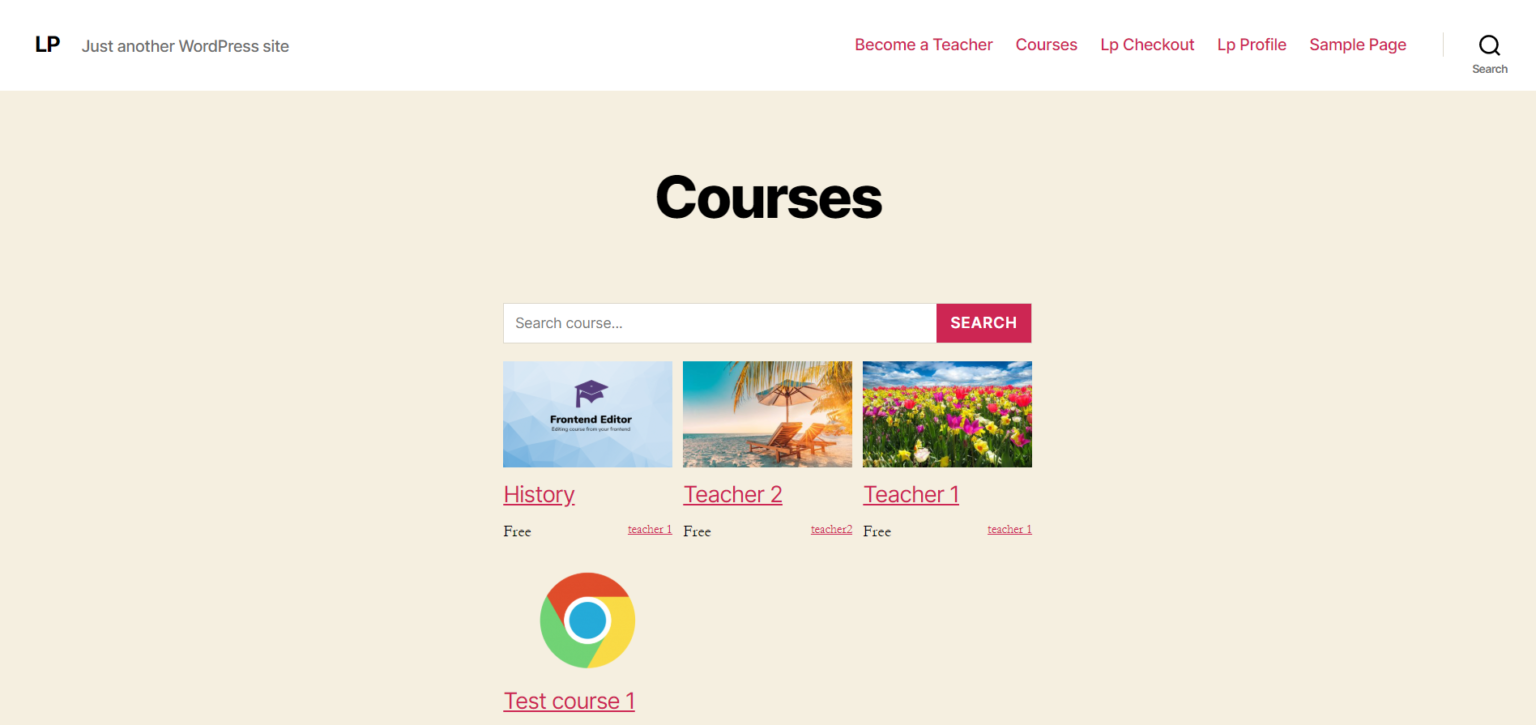 LP Just another WordPress site Become a Teacher Courses Lp Checkout Lp Profile Sample Page
Search
Courses
Search course... SEARCH
Frontend Editor
Editing course from your frontend
History Teacher 2 Teacher 1
Free teacher 1 Free teacher2 Free teacher 1
Test course 1